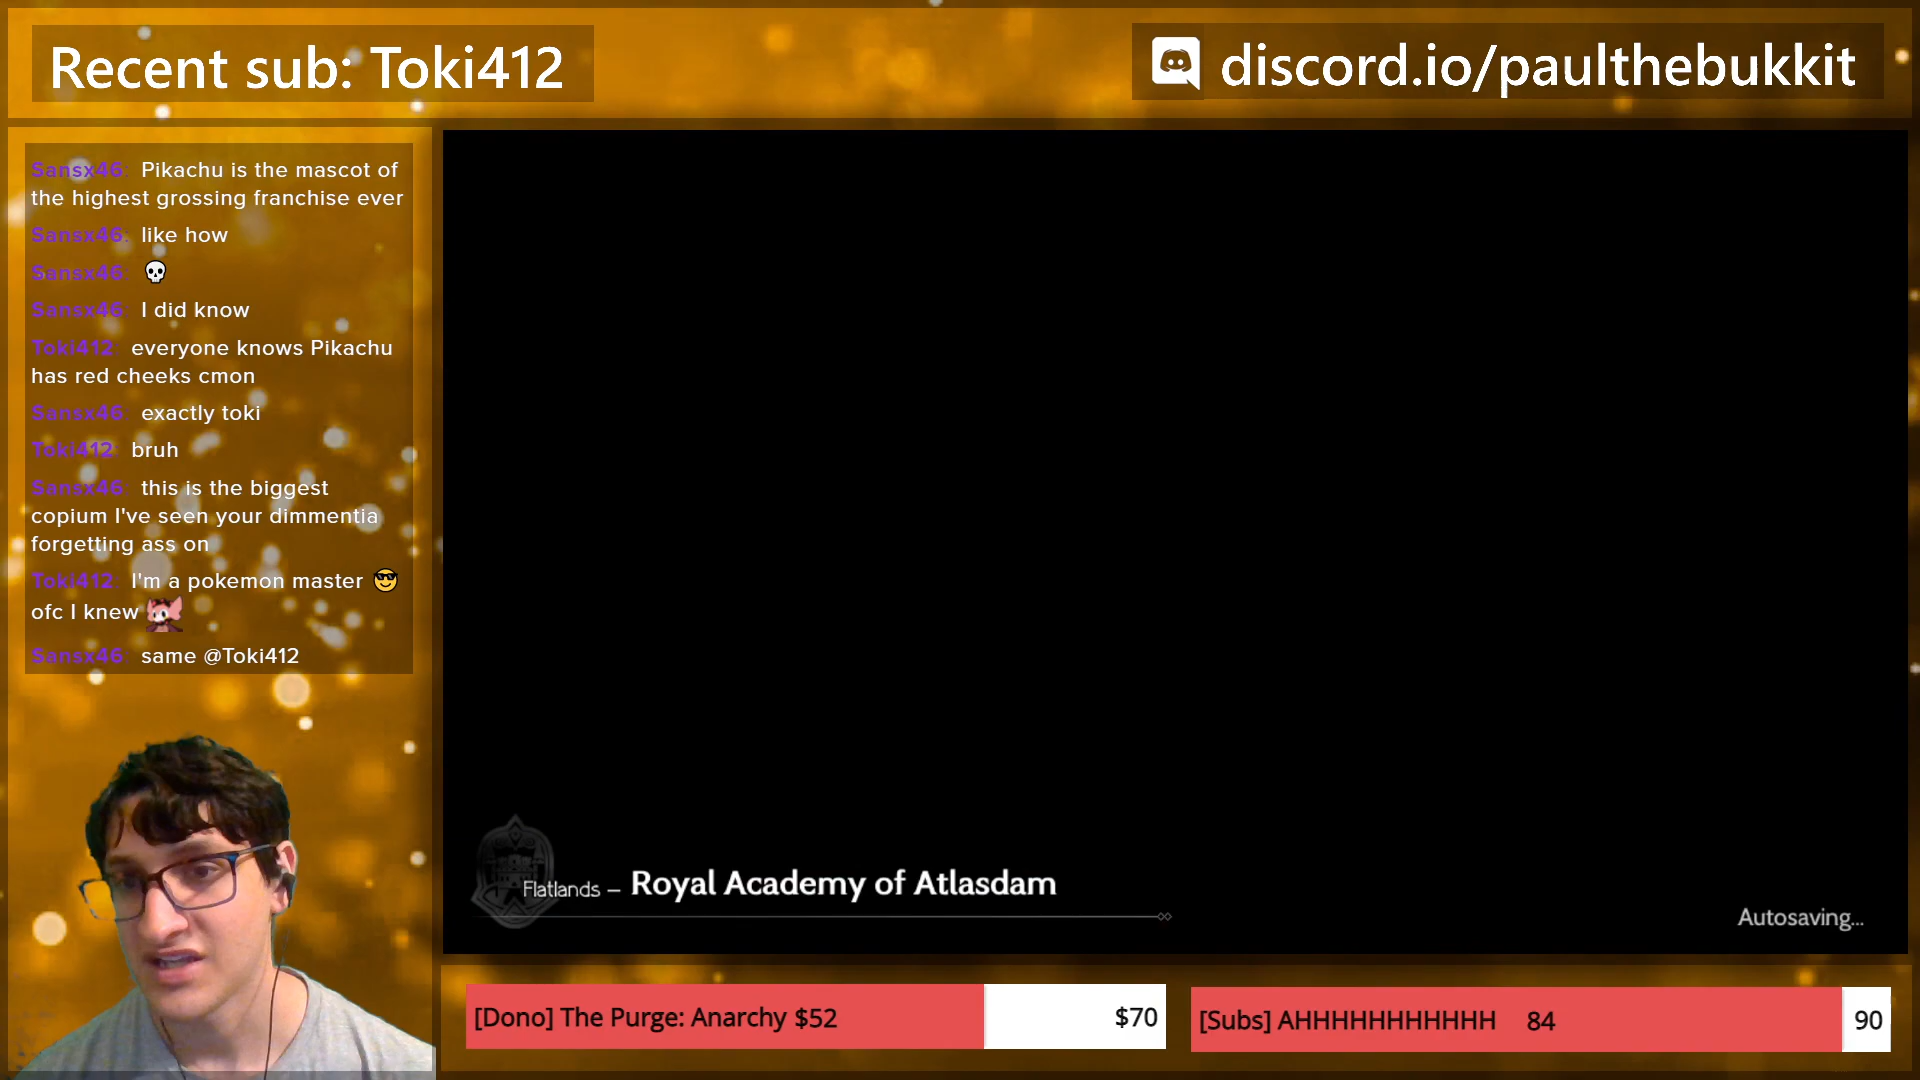 Recent sub: Toki412
discord.io/paulthebukkit
Sansx46: Pikachu is the mascot of
the highest grossing franchise ever
Sansx46: like how
Sansx46: 💀
Sansx46: I did know
Toki412: everyone knows Pikachu
has red cheeks cmon
Sansx46: exactly toki
Toki412: bruh
Sansx46: this is the biggest
copium I've seen your dimmentia
forgetting ass on
Toki412: I'm a pokemon master 😎
ofc I knew
Sansx46: same @Toki412
Flatlands – Royal Academy of Atlasdam
Autosaving...
[Dono] The Purge: Anarchy $52 $70
[Subs] AHHHHHHHHHHH 84 90